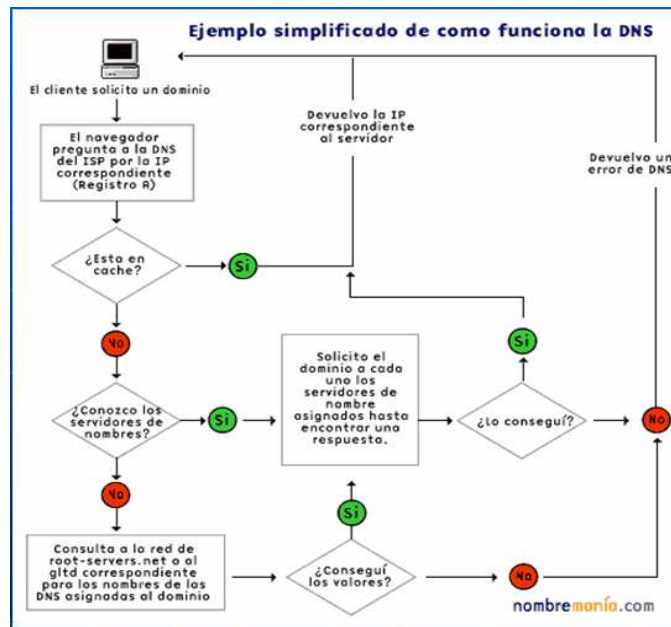 Ejemplo simplificado de como funciona la DNS
El cliente solicita un dominio
Devuelvo la IP
correspondiente
al servidor
Devuelvo un
error de DNS
El navegador
pregunta a la DNS
del ISP por la IP
correspondiente
(Registro A)
¿Esta en
cache?
Si
No
Si
Solicito el
dominio a cada
uno los
servidores de
nombre
asignados hasta
encontrar una
respuesta.
¿Conozco los
servidores de
nombres?
Si
¿Lo conseguí?
No
No
Si
Consulta a la red de
root-servers.net o al
gltd correspondiente
para los nombres de las
DNS asignadas al dominio
¿Conseguí
los valores?
No
nombremanía.com